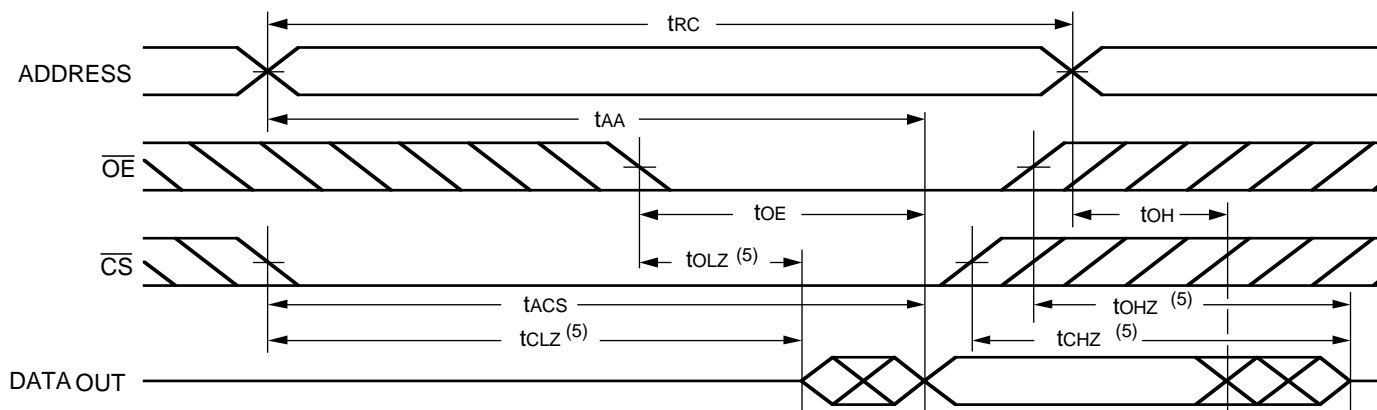 tRC
ADDRESS
tAA
OE
tOE
tOH
CS
tOLZ (5)
tACS
tOHZ (5)
tCLZ (5)
tCHZ (5)
DATA OUT